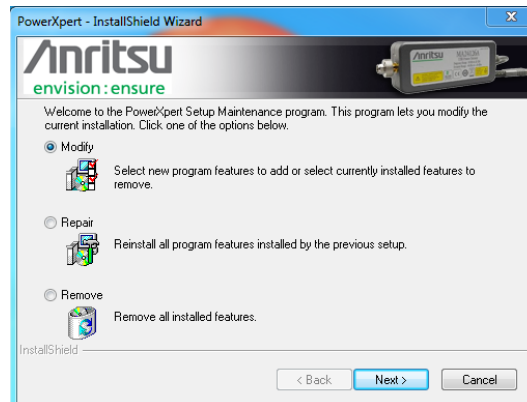 PowerXpert - InstallShield Wizard
Anritsu
envision : ensure
Anritsu
Welcome to the PowerXpert Setup Maintenance program. This program lets you modify the
current installation. Click one of the options below.
Modify
Select new program features to add or select currently installed features to
remove.
Repair
Reinstall all program features installed by the previous setup.
Remove
Remove all installed features.
InstallShield
< Back
Next >
Cancel